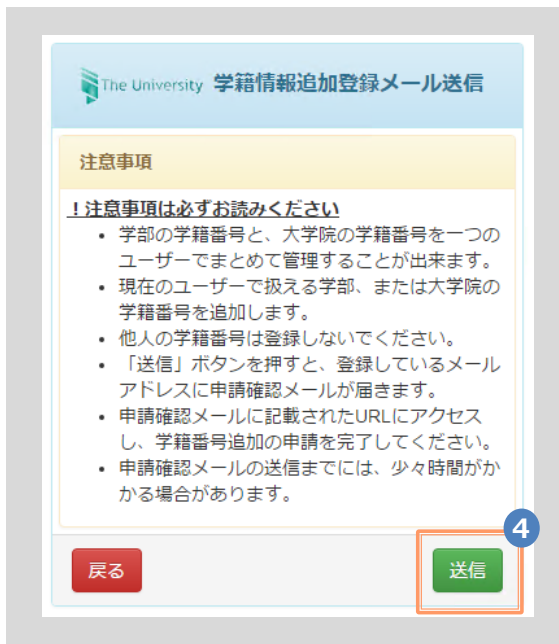 The University 学籍情報追加登録メール送信
注意事項
！注意事項は必ずお読みください
• 学部の学籍番号と、大学院の学籍番号を一つの
ユーザーでまとめて管理することが出来ます。
• 現在のユーザーで扱える学部、または大学院の
学籍番号を追加します。
• 他人の学籍番号は登録しないでください。
• 「送信」ボタンを押すと、登録しているメール
アドレスに申請確認メールが届きます。
• 申請確認メールに記載されたURLにアクセス
し、学籍番号追加の申請を完了してください。
• 申請確認メールの送信までには、少々時間がか
かる場合があります。
4
戻る
送信